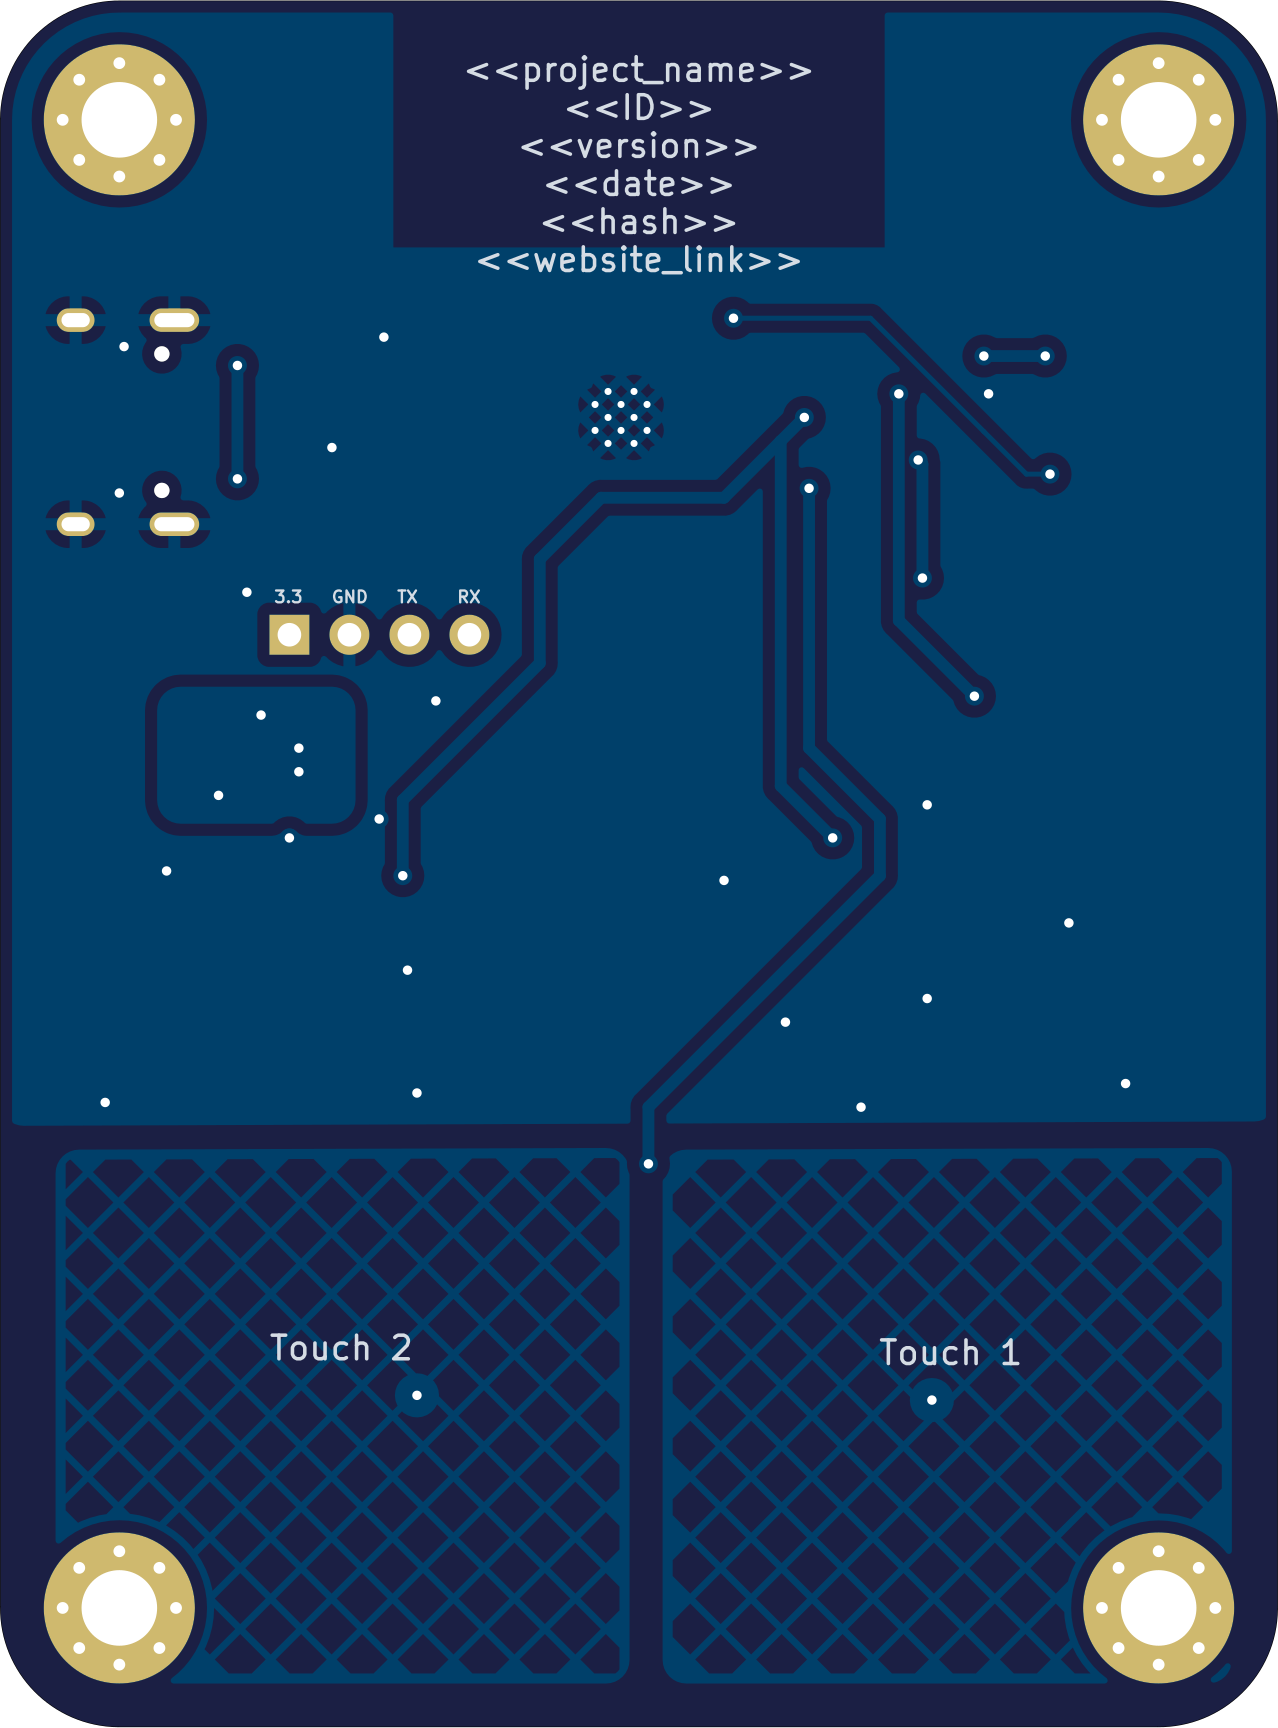 <<project_name>>
<<ID>>
<<version>>
<<date>>
<<hash>>
<<website_link>>
3.3 GND TX RX
Touch 2
Touch 1